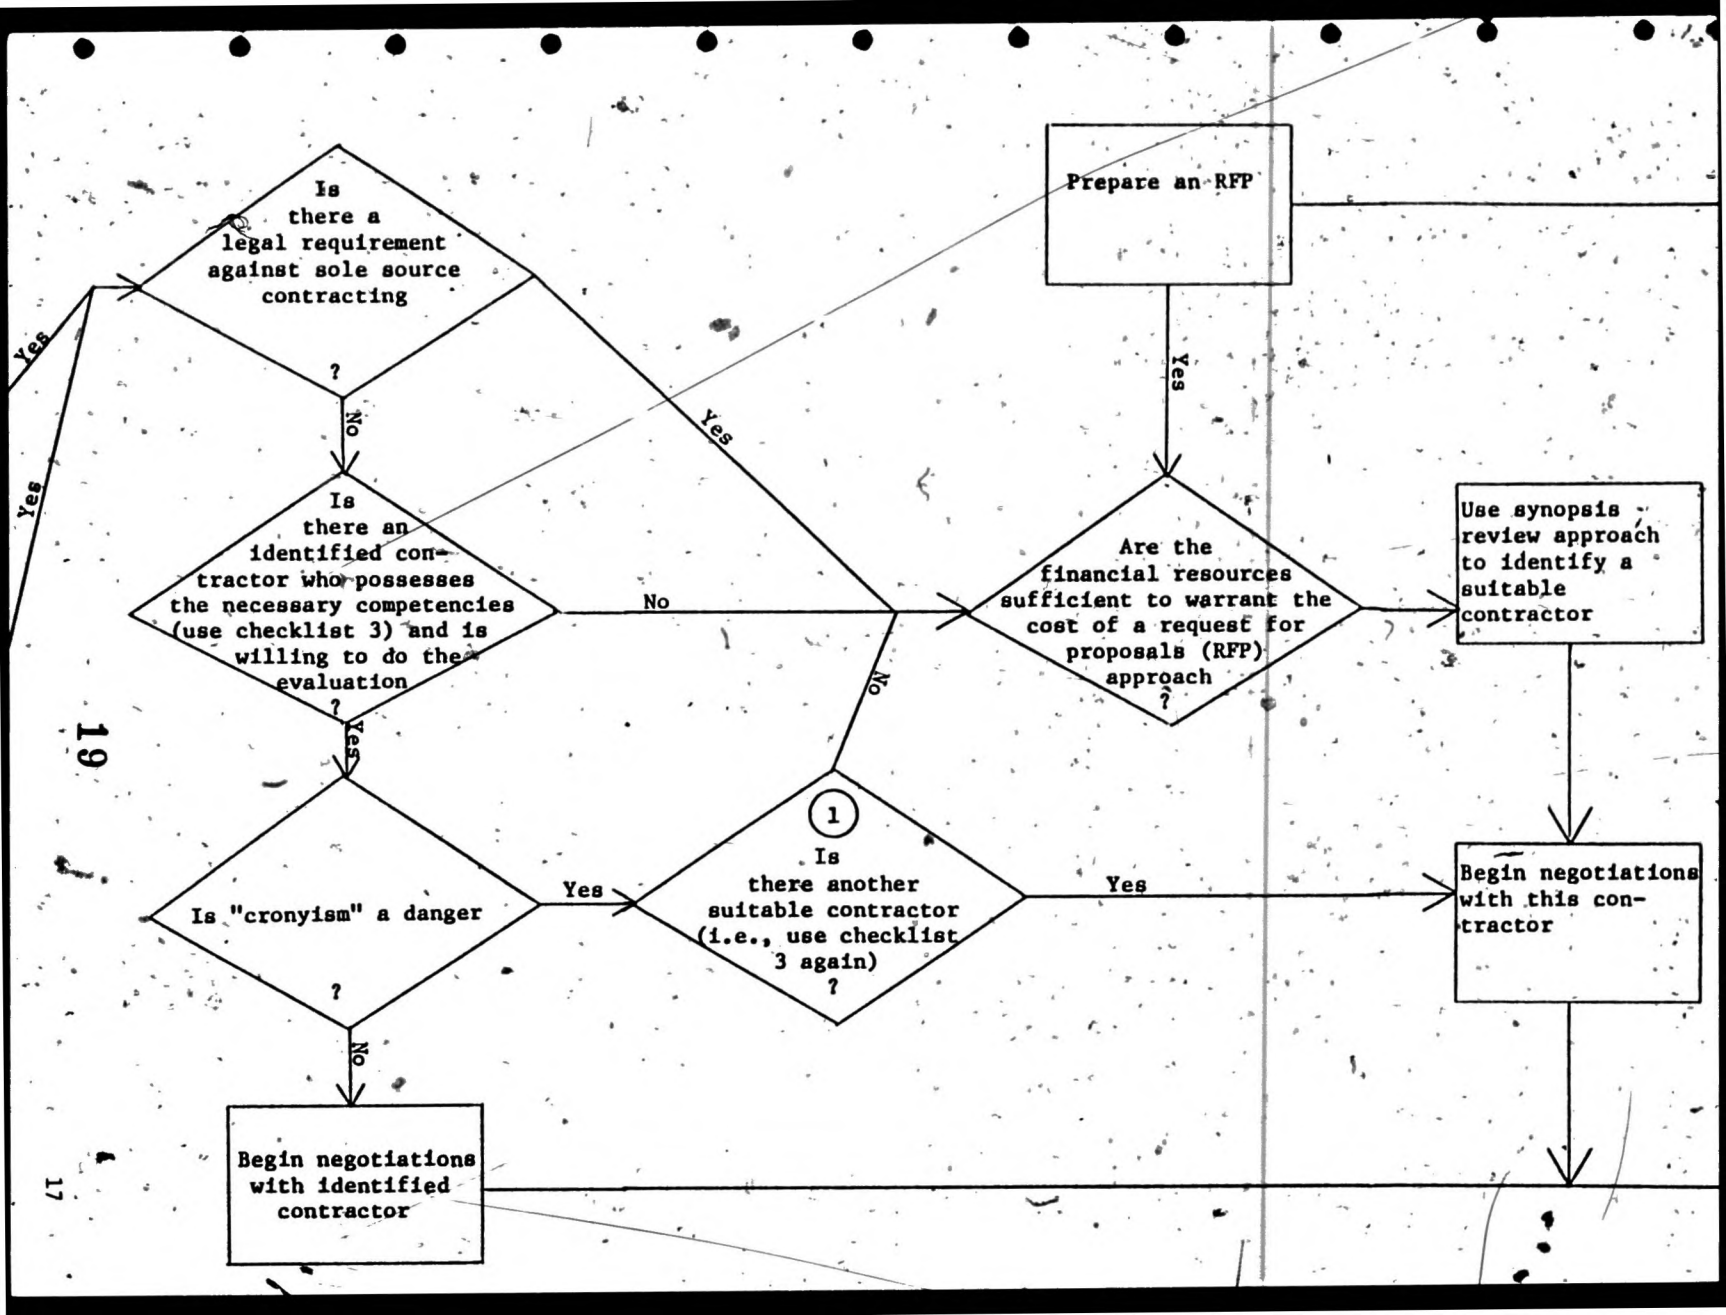 Is
there a
legal requirement
against sole source
contracting
?
Yes
Yes
No
Yes
Is
there an
identified con-
tractor who possesses
the necessary competencies
(use checklist 3) and is
willing to do the
evaluation
?
No
Yes
Is "cronyism" a danger
?
Yes
No
Begin negotiations
with identified
contractor
1
Is
there another
suitable contractor
(i.e., use checklist
3 again)
?
No
Yes
Prepare an RFP
Yes
Are the
financial resources
sufficient to warrant the
cost of a request for
proposals (RFP)
approach
?
Use synopsis
review approach
to identify a
suitable
contractor
Begin negotiations
with this con-
tractor
19
17